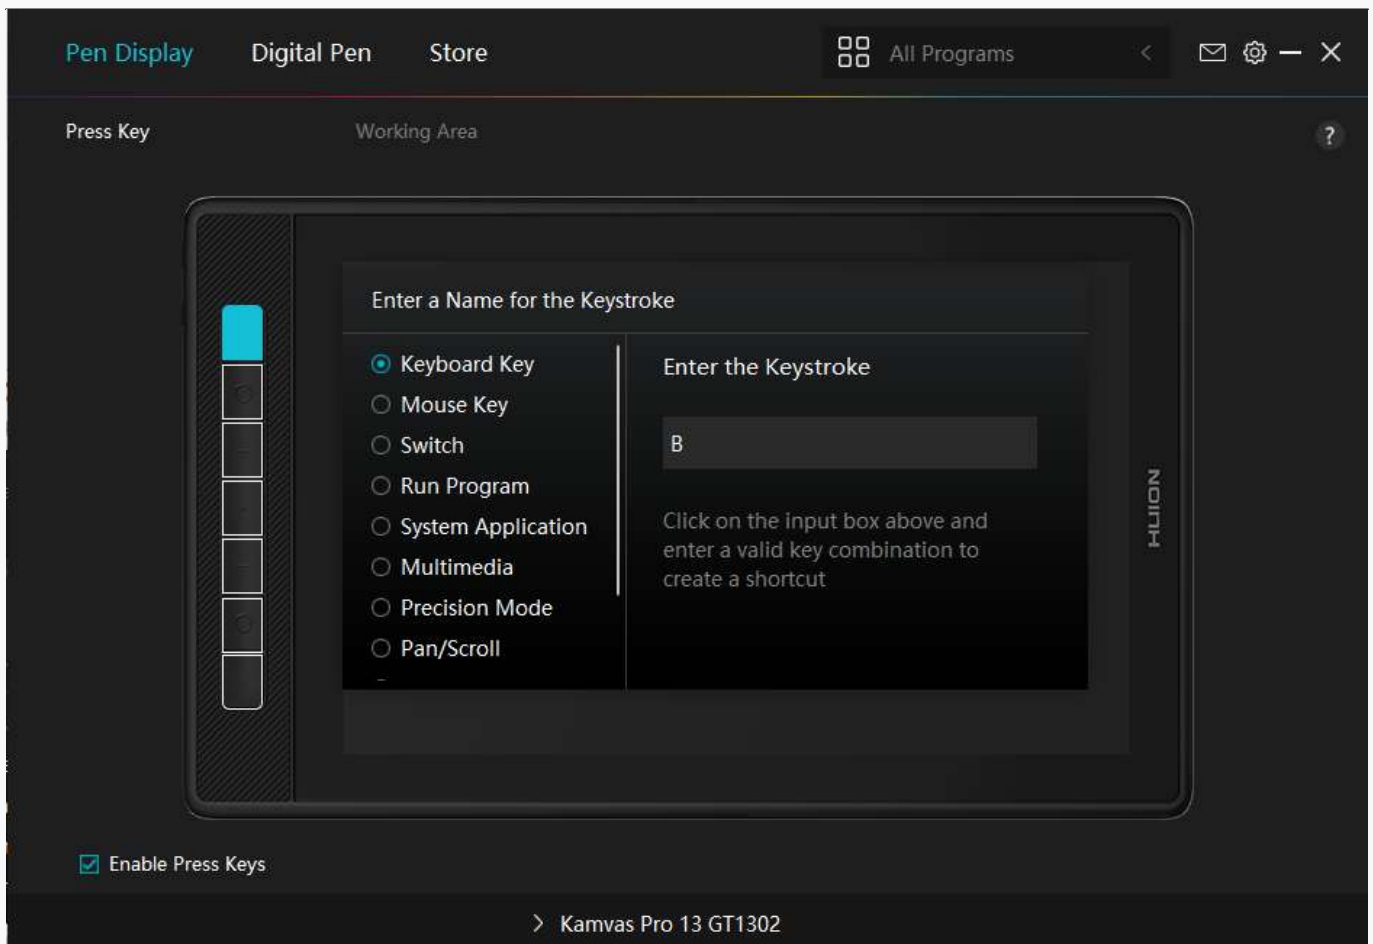 Pen Display Digital Pen Store All Programs
Press Key Working Area ?
Enter a Name for the Keystroke
Keyboard Key
Mouse Key
Switch
Run Program
System Application
Multimedia
Precision Mode
Pan/Scroll
Enter the Keystroke
B
Click on the input box above and
enter a valid key combination to
create a shortcut
HUION
Enable Press Keys
Kamvas Pro 13 GT1302